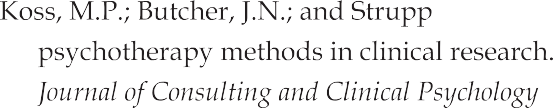 Koss, M.P.; Butcher, J.N.; and Strupp
psychotherapy methods in clinical research.
Journal of Consulting and Clinical Psychology